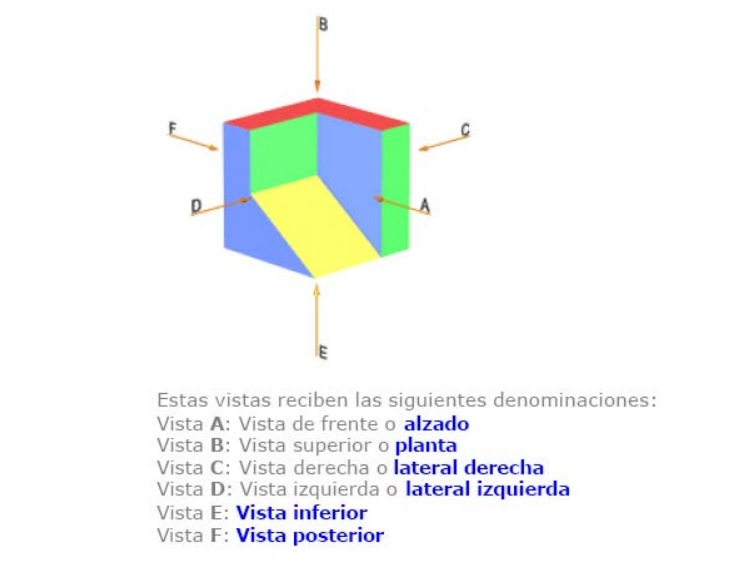 B
F
C
D
A
E
Estas vistas reciben las siguientes denominaciones:
Vista A: Vista de frente o alzado
Vista B: Vista superior o planta
Vista C: Vista derecha o lateral derecha
Vista D: Vista izquierda o lateral izquierda
Vista E: Vista inferior
Vista F: Vista posterior